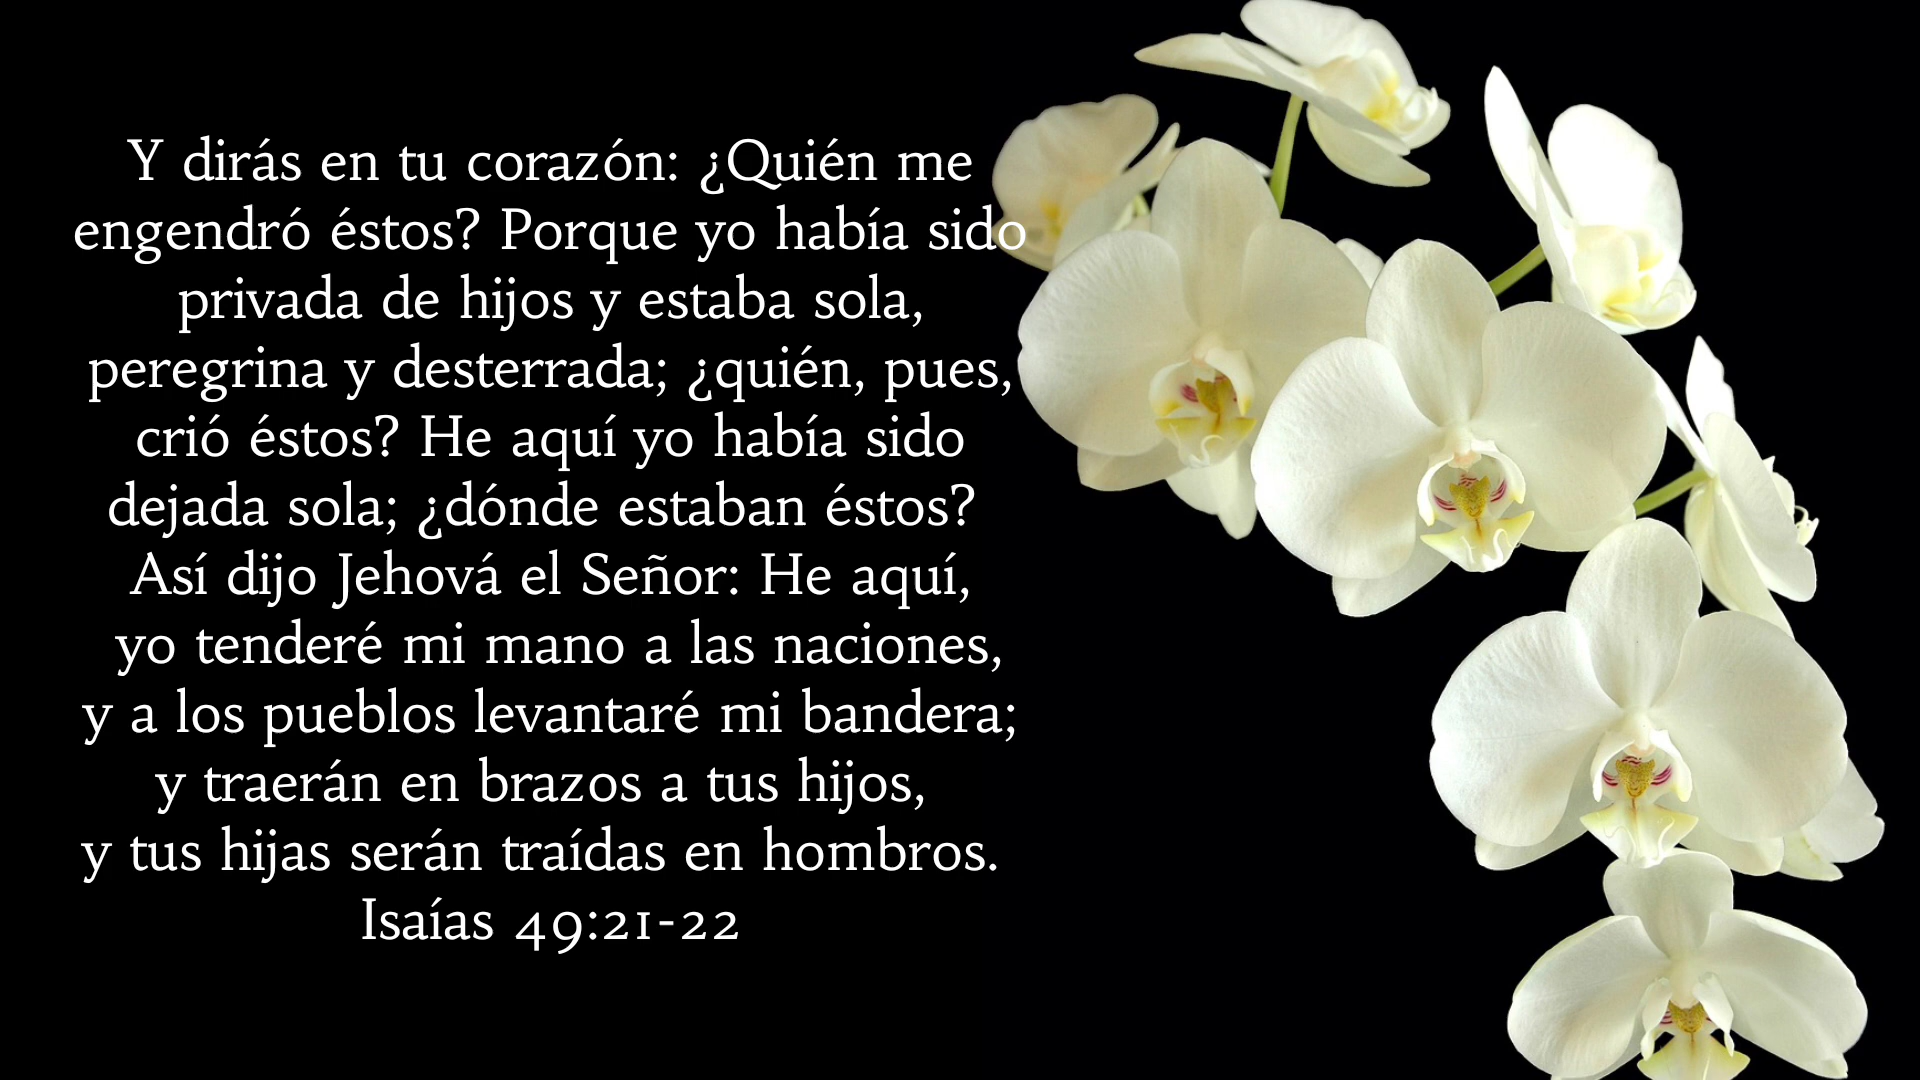 Y dirás en tu corazón: ¿Quién me
engendró éstos? Porque yo había sido
privada de hijos y estaba sola,
peregrina y desterrada; ¿quién, pues,
crió éstos? He aquí yo había sido
dejada sola; ¿dónde estaban éstos?
Así dijo Jehová el Señor: He aquí,
yo tenderé mi mano a las naciones,
y a los pueblos levantaré mi bandera;
y traerán en brazos a tus hijos,
y tus hijas serán traídas en hombros.
Isaías 49:21-22